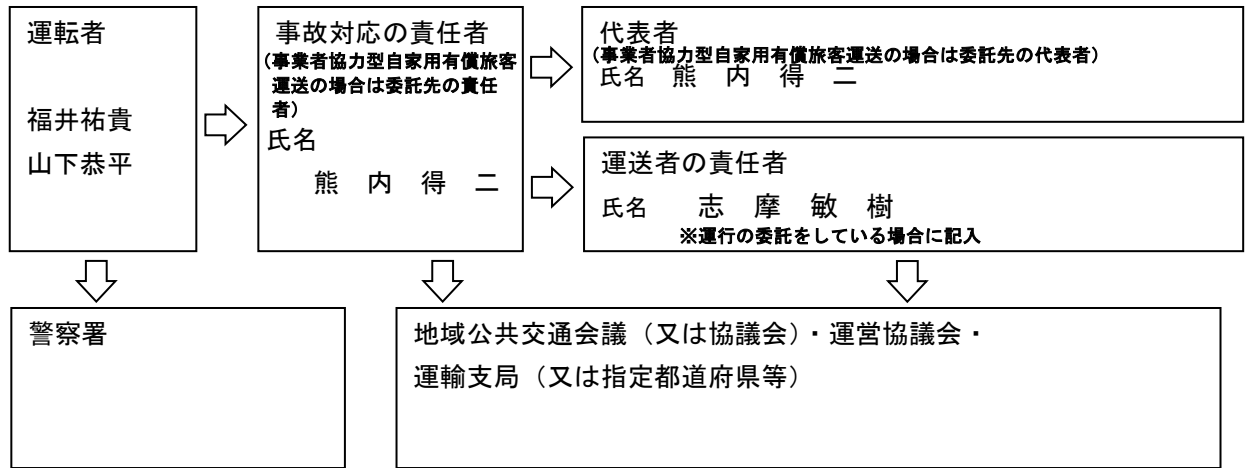 運転者
福井祐貴
山下恭平
事故対応の責任者
(事業者協力型自家用有償旅客
運送の場合は委託先の責任
者)
氏名
熊 内 得 二
代表者
(事業者協力型自家用有償旅客運送の場合は委託先の代表者)
氏名 熊 内 得 二
運送者の責任者
氏名 志 摩 敏 樹
※運行の委託をしている場合に記入
警察署
地域公共交通会議（又は協議会）・運営協議会・
運輸支局（又は指定都道府県等）